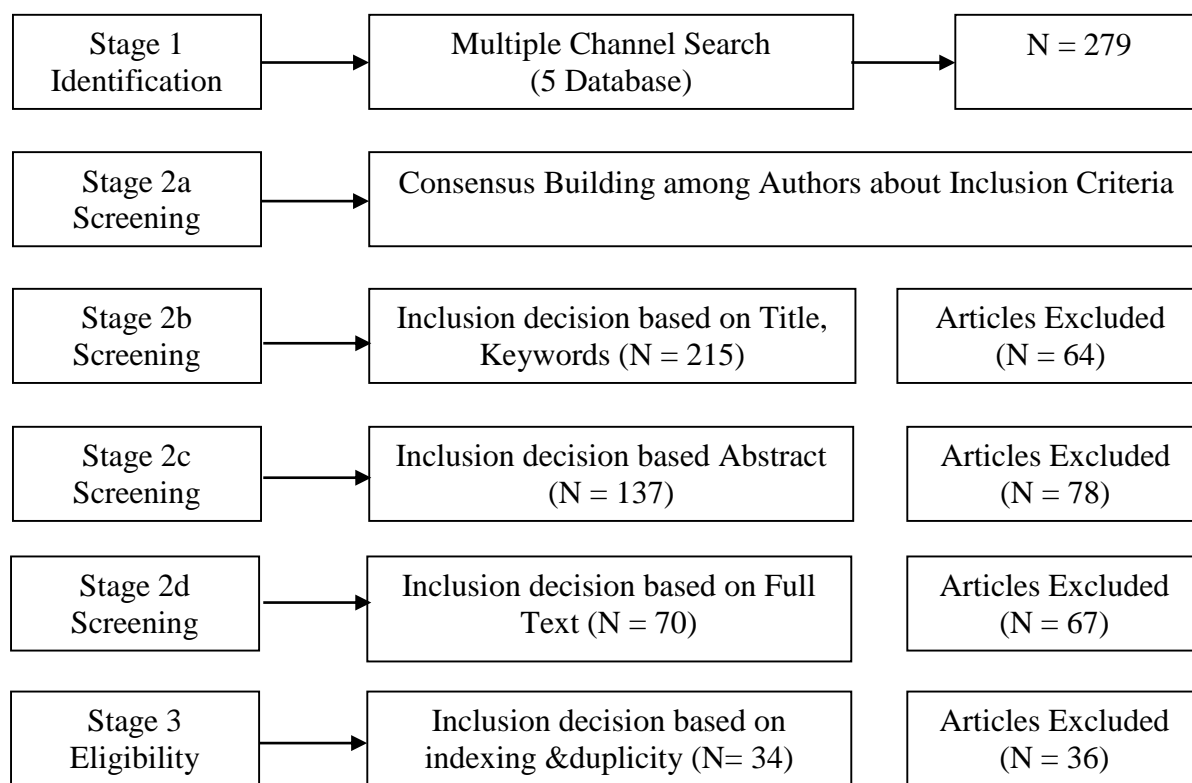 Stage 1
Identification
Multiple Channel Search
(5 Database)
N = 279
Stage 2a
Screening
Consensus Building among Authors about Inclusion Criteria
Stage 2b
Screening
Inclusion decision based on Title,
Keywords (N = 215)
Articles Excluded
(N = 64)
Stage 2c
Screening
Inclusion decision based Abstract
(N = 137)
Articles Excluded
(N = 78)
Stage 2d
Screening
Inclusion decision based on Full
Text (N = 70)
Articles Excluded
(N = 67)
Stage 3
Eligibility
Inclusion decision based on
indexing &duplicity (N= 34)
Articles Excluded
(N = 36)